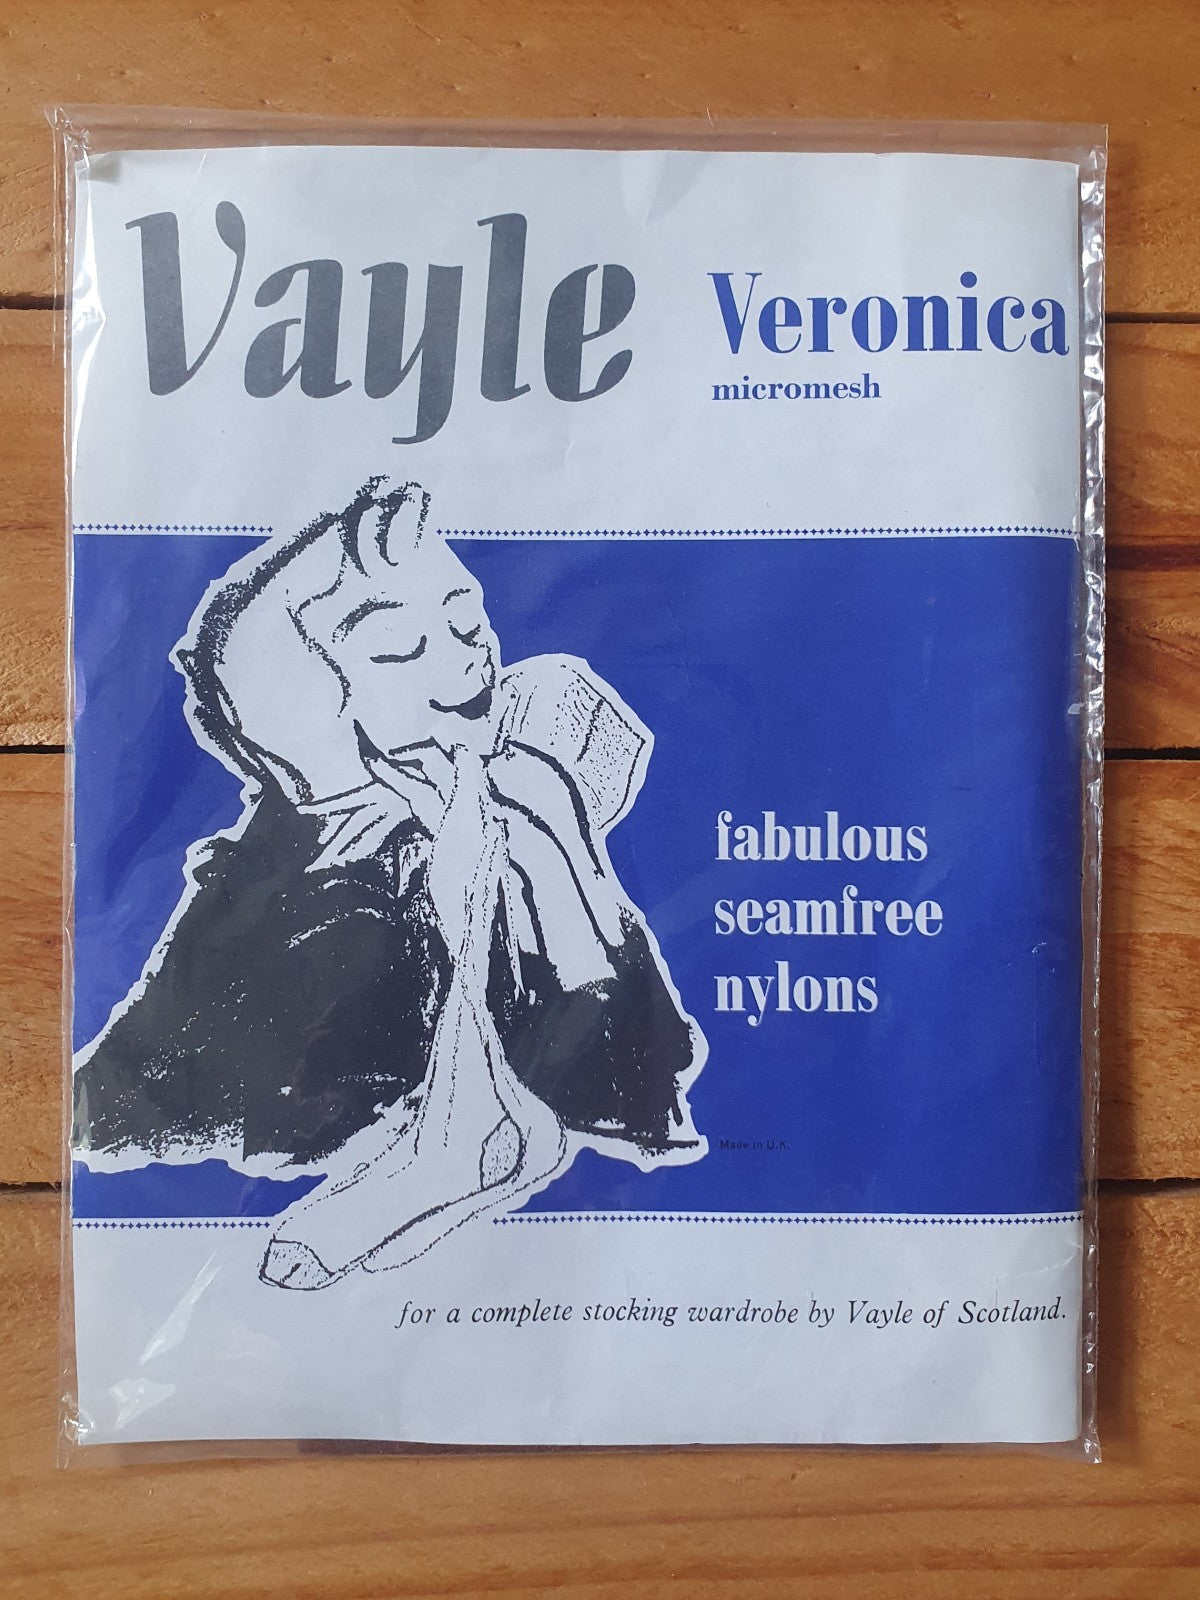 Vayle
Veronica
micromesh
fabulous
seamfree
nylons
Made in U.K.
for a complete stocking wardrobe by Vayle of Scotland.